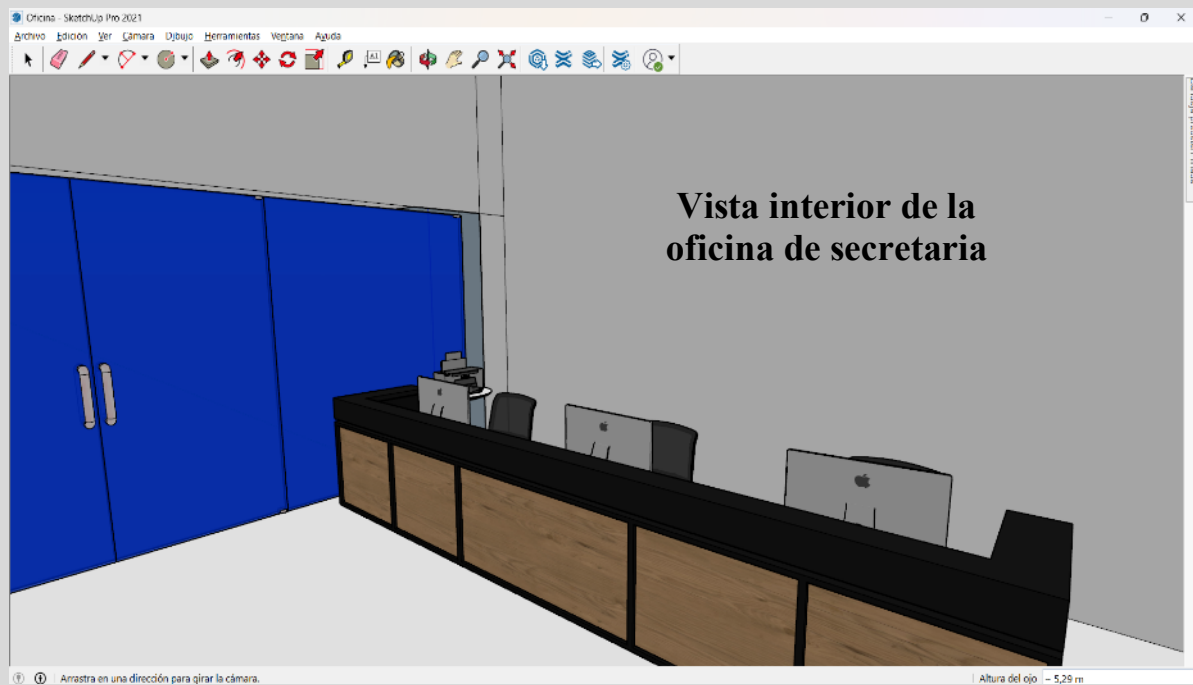 Oficina - SketchUp Pro 2021
Archivo Edición Ver Cámara Dibujo Herramientas Ventana Ayuda
Vista interior de la
oficina de secretaria
Arrastra en una dirección para girar la cámara.
Altura del ojo ~ 5,29 m